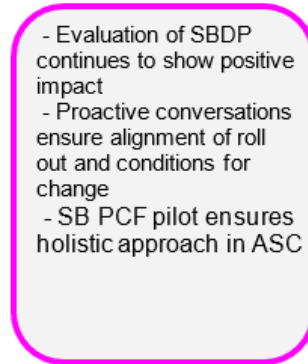 - Evaluation of SBDP
continues to show positive
impact
- Proactive conversations
ensure alignment of roll
out and conditions for
change
- SB PCF pilot ensures
holistic approach in ASC